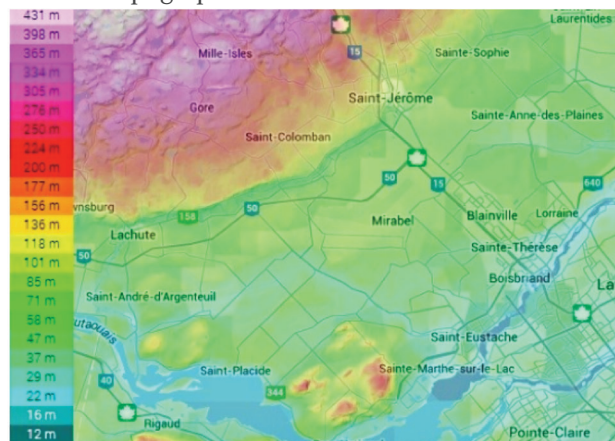 431 m
398 m
365 m
334 m
305 m
276 m
250 m
224 m
200 m
177 m
156 m
136 m
118 m
101 m
85 m
71 m
58 m
47 m
37 m
29 m
22 m
16 m
12 m
Laurentides
15
Mille-Isles
Sainte-Sophie
Saint-Jérôme
Gore
Sainte-Anne-des-Plaines
Saint-Colomban
50
15
640
wnsburg
158
50
Mirabel
Blainville
Lorraine
Lachute
Sainte-Thérèse
50
Boisbriand
La
Saint-André-d'Argenteuil
utaouais
Saint-Eustache
Saint-Placide
Sainte-Marthe-sur-le-Lac
40
344
Rigaud
Pointe-Claire